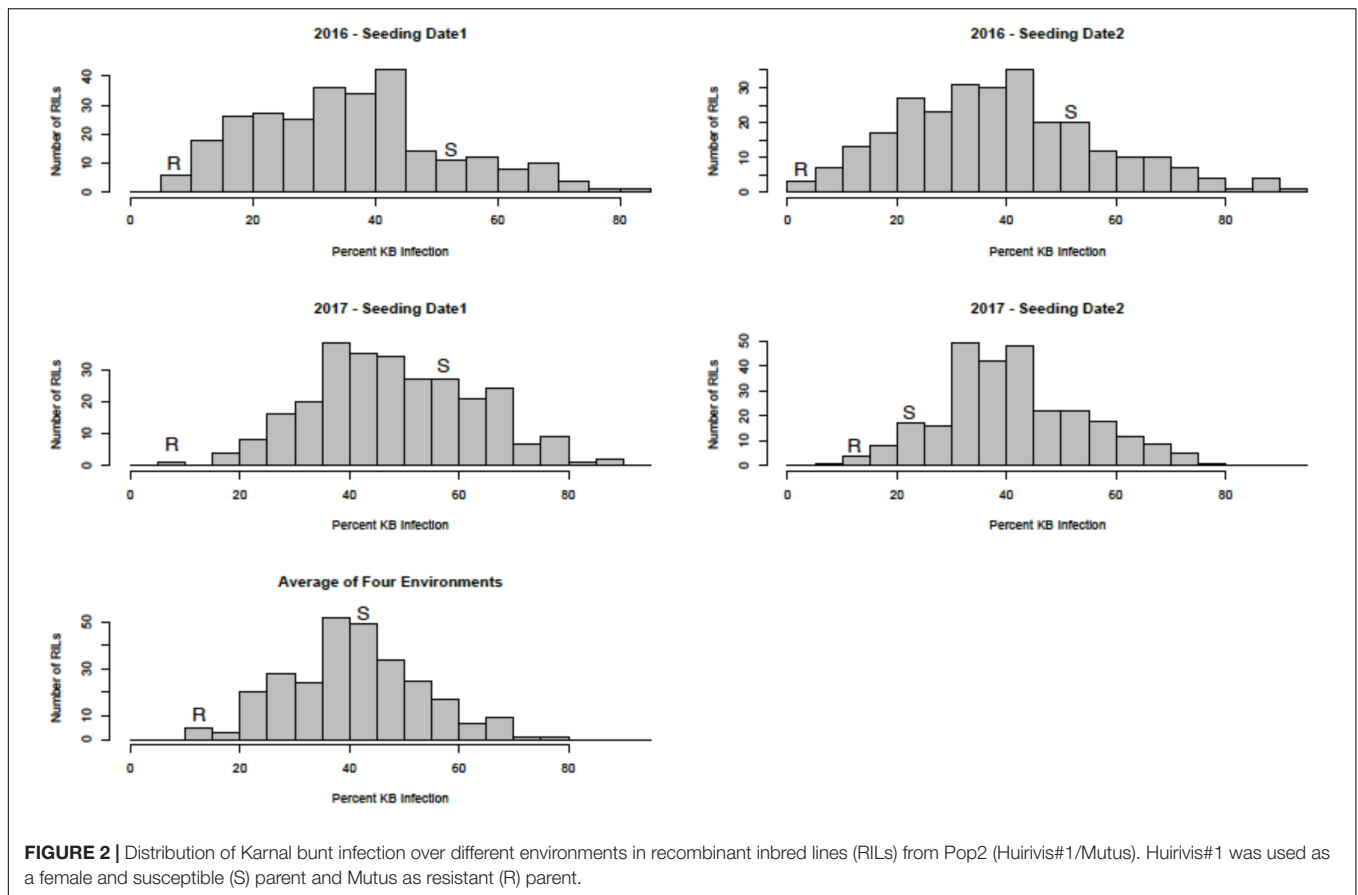 2016 - Seeding Date1
Number of RILs
0 10 20 30 40
R
S
0 20 40 60 80
Percent KB Infection
2016 - Seeding Date2
Number of RILs
0 10 20 30
R
S
0 20 40 60 80
Percent KB Infection
2017 - Seeding Date1
Number of RILs
0 10 20 30
R
S
0 20 40 60 80
Percent KB Infection
2017 - Seeding Date2
Number of RILs
0 10 20 30 40 50
R
S
0 20 40 60 80
Percent KB Infection
Average of Four Environments
Number of RILs
0 10 30 50
R
S
0 20 40 60 80
Percent KB Infection
FIGURE 2 | Distribution of Karnal bunt infection over different environments in recombinant inbred lines (RILs) from Pop2 (Huirivis#1/Mutus). Huirivis#1 was used as
a female and susceptible (S) parent and Mutus as resistant (R) parent.